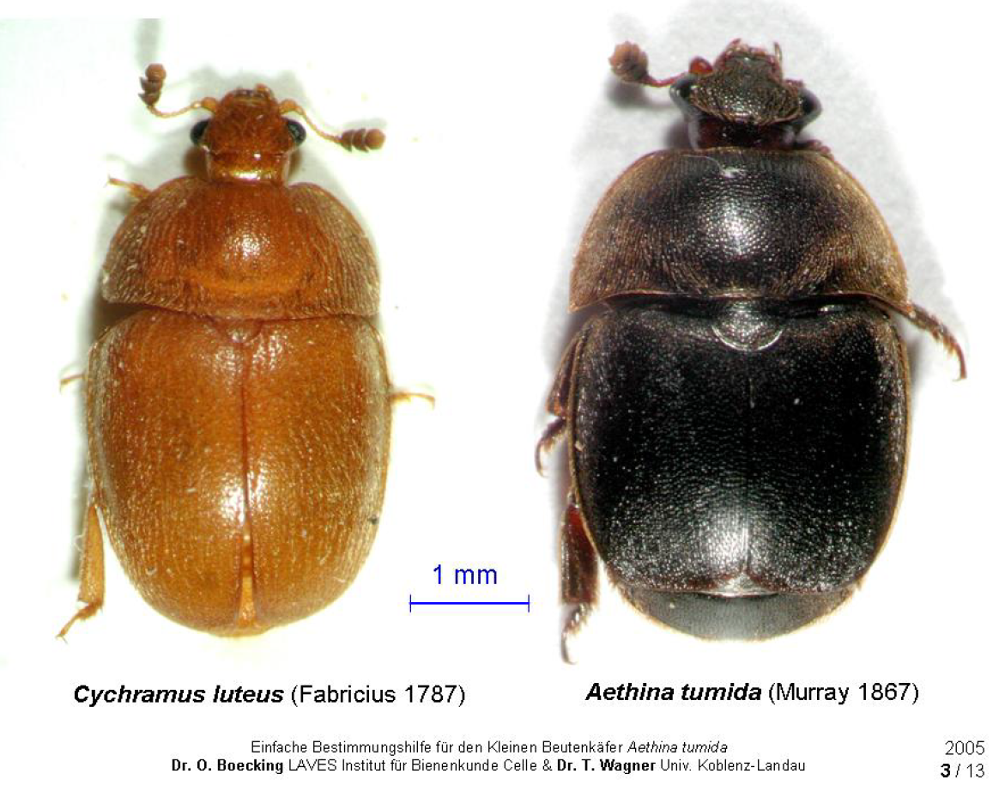 1 mm
Cychramus luteus (Fabricius 1787)
Aethina tumida (Murray 1867)
Einfache Bestimmungshilfe für den Kleinen Beutenkäfer Aethina tumida
Dr. O. Boecking LAVES Institut für Bienenkunde Celle & Dr. T. Wagner Univ. Koblenz-Landau
2005
3 / 13